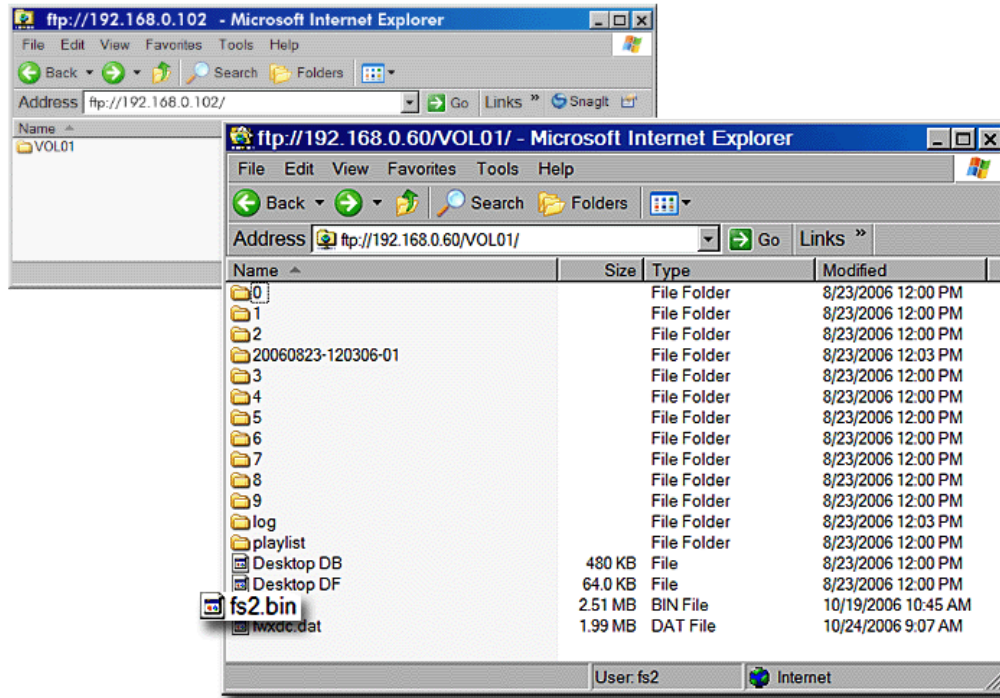 ftp://192.168.0.102 - Microsoft Internet Explorer
File Edit View Favorites Tools Help
Back Search Folders
Address ftp://192.168.0.102/ Go Links » SnagIt
Name
VOL01
ftp://192.168.0.60/VOL01/ - Microsoft Internet Explorer
File Edit View Favorites Tools Help
Back Search Folders
Address ftp://192.168.0.60/VOL01/ Go Links »
Name Size Type Modified
0 File Folder 8/23/2006 12:00 PM
1 File Folder 8/23/2006 12:00 PM
2 File Folder 8/23/2006 12:00 PM
20060823-120306-01 File Folder 8/23/2006 12:03 PM
3 File Folder 8/23/2006 12:00 PM
4 File Folder 8/23/2006 12:00 PM
5 File Folder 8/23/2006 12:00 PM
6 File Folder 8/23/2006 12:00 PM
7 File Folder 8/23/2006 12:00 PM
8 File Folder 8/23/2006 12:00 PM
9 File Folder 8/23/2006 12:00 PM
log File Folder 8/23/2006 12:03 PM
playlist File Folder 8/23/2006 12:00 PM
Desktop DB 480 KB File 8/23/2006 12:00 PM
Desktop DF 64.0 KB File 8/23/2006 12:00 PM
fs2.bin 2.51 MB BIN File 10/19/2006 10:45 AM
fwxdc.dat 1.99 MB DAT File 10/24/2006 9:07 AM
User: fs2 Internet